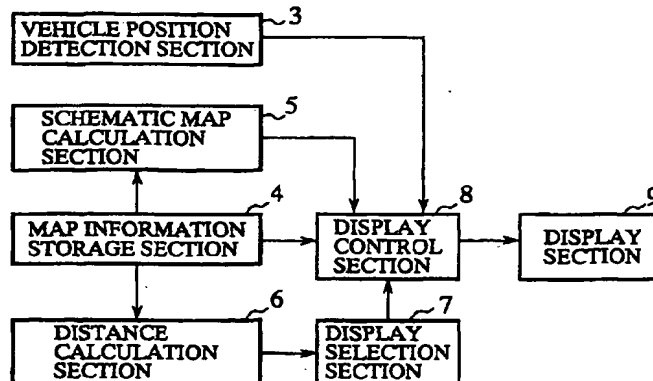 VEHICLE POSITION
DETECTION SECTION
3
SCHEMATIC MAP
CALCULATION
SECTION
5
MAP INFORMATION
STORAGE SECTION
4
DISPLAY
CONTROL
SECTION
8
DISPLAY
SECTION
9
DISTANCE
CALCULATION
SECTION
6
DISPLAY
SELECTION
SECTION
7